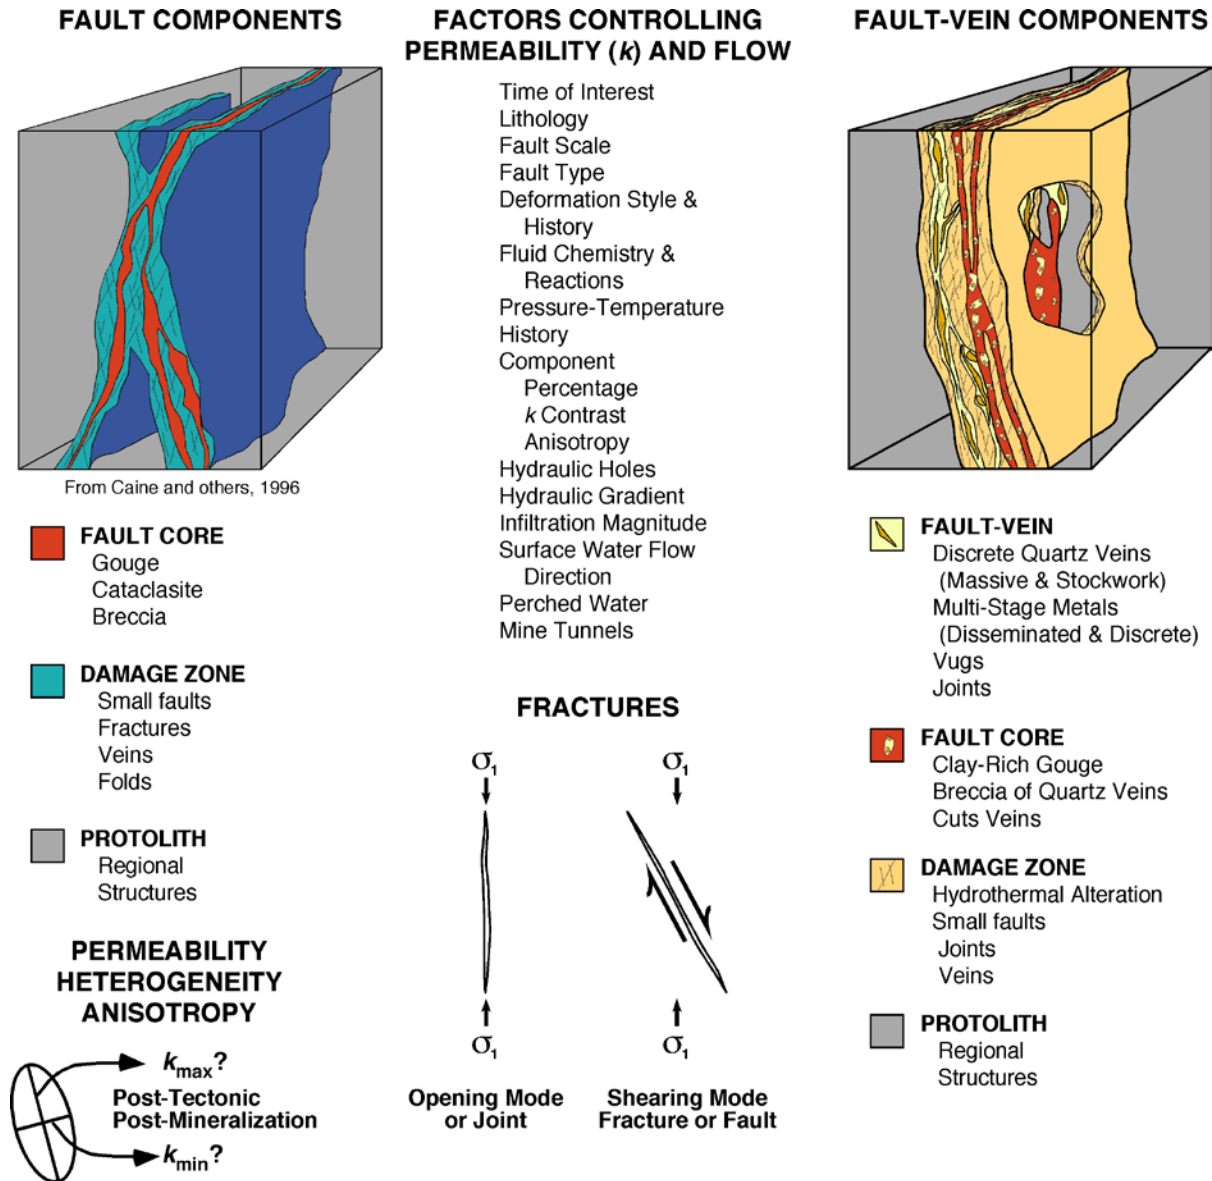 FAULT COMPONENTS
From Caine and others, 1996
FAULT CORE
Gouge
Cataclasite
Breccia
DAMAGE ZONE
Small faults
Fractures
Veins
Folds
PROTOLITH
Regional
Structures
PERMEABILITY
HETEROGENEITY
ANISOTROPY
kmax?
Post-Tectonic
Post-Mineralization
kmin?
FACTORS CONTROLLING
PERMEABILITY (k) AND FLOW
Time of Interest
Lithology
Fault Scale
Fault Type
Deformation Style &
History
Fluid Chemistry &
Reactions
Pressure-Temperature
History
Component
Percentage
k Contrast
Anisotropy
Hydraulic Holes
Hydraulic Gradient
Infiltration Magnitude
Surface Water Flow
Direction
Perched Water
Mine Tunnels
FRACTURES
σ1 σ1
σ1 σ1
Opening Mode
or Joint
Shearing Mode
Fracture or Fault
FAULT-VEIN COMPONENTS
FAULT-VEIN
Discrete Quartz Veins
(Massive & Stockwork)
Multi-Stage Metals
(Disseminated & Discrete)
Vugs
Joints
FAULT CORE
Clay-Rich Gouge
Breccia of Quartz Veins
Cuts Veins
DAMAGE ZONE
Hydrothermal Alteration
Small faults
Joints
Veins
PROTOLITH
Regional
Structures